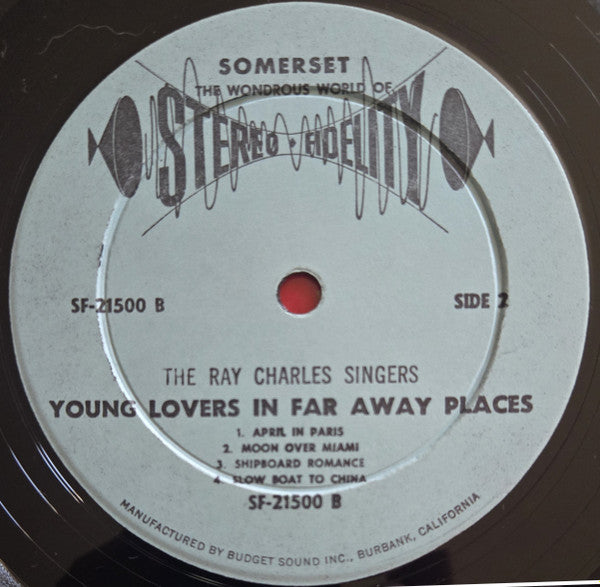 SOMERSET
THE WONDROUS WORLD OF
STEREO · FIDELITY
SF-21500 B
SIDE 2
THE RAY CHARLES SINGERS
YOUNG LOVERS IN FAR AWAY PLACES
1. APRIL IN PARIS
2. MOON OVER MIAMI
3. SHIPBOARD ROMANCE
4. SLOW BOAT TO CHINA
SF-21500 B
MANUFACTURED BY BUDGET SOUND INC., BURBANK, CALIFORNIA